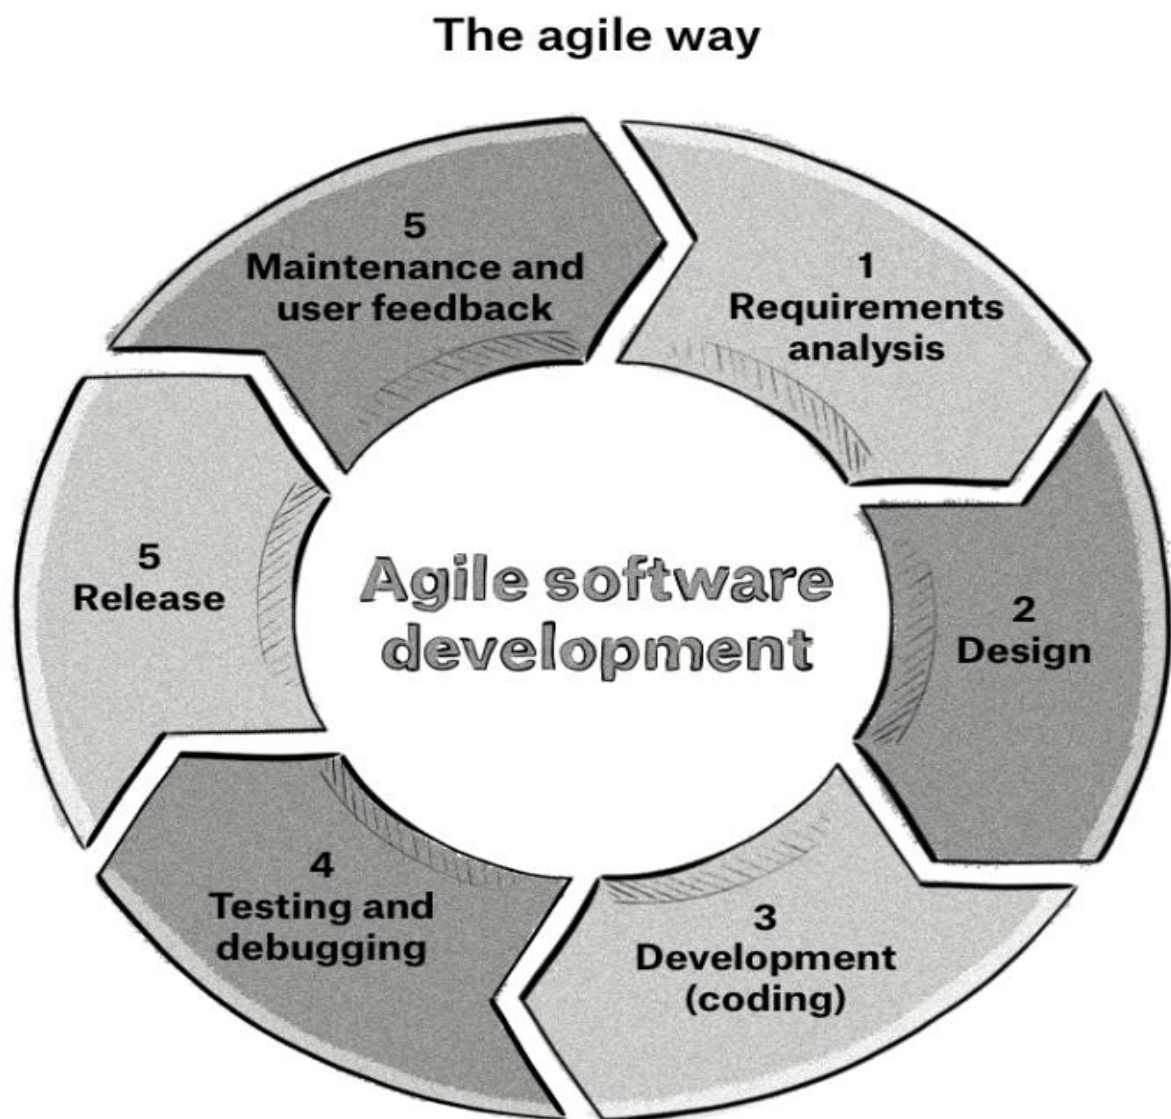 The agile way
1
Requirements
analysis
2
Design
3
Development
(coding)
4
Testing and
debugging
5
Release
5
Maintenance and
user feedback
Agile software
development